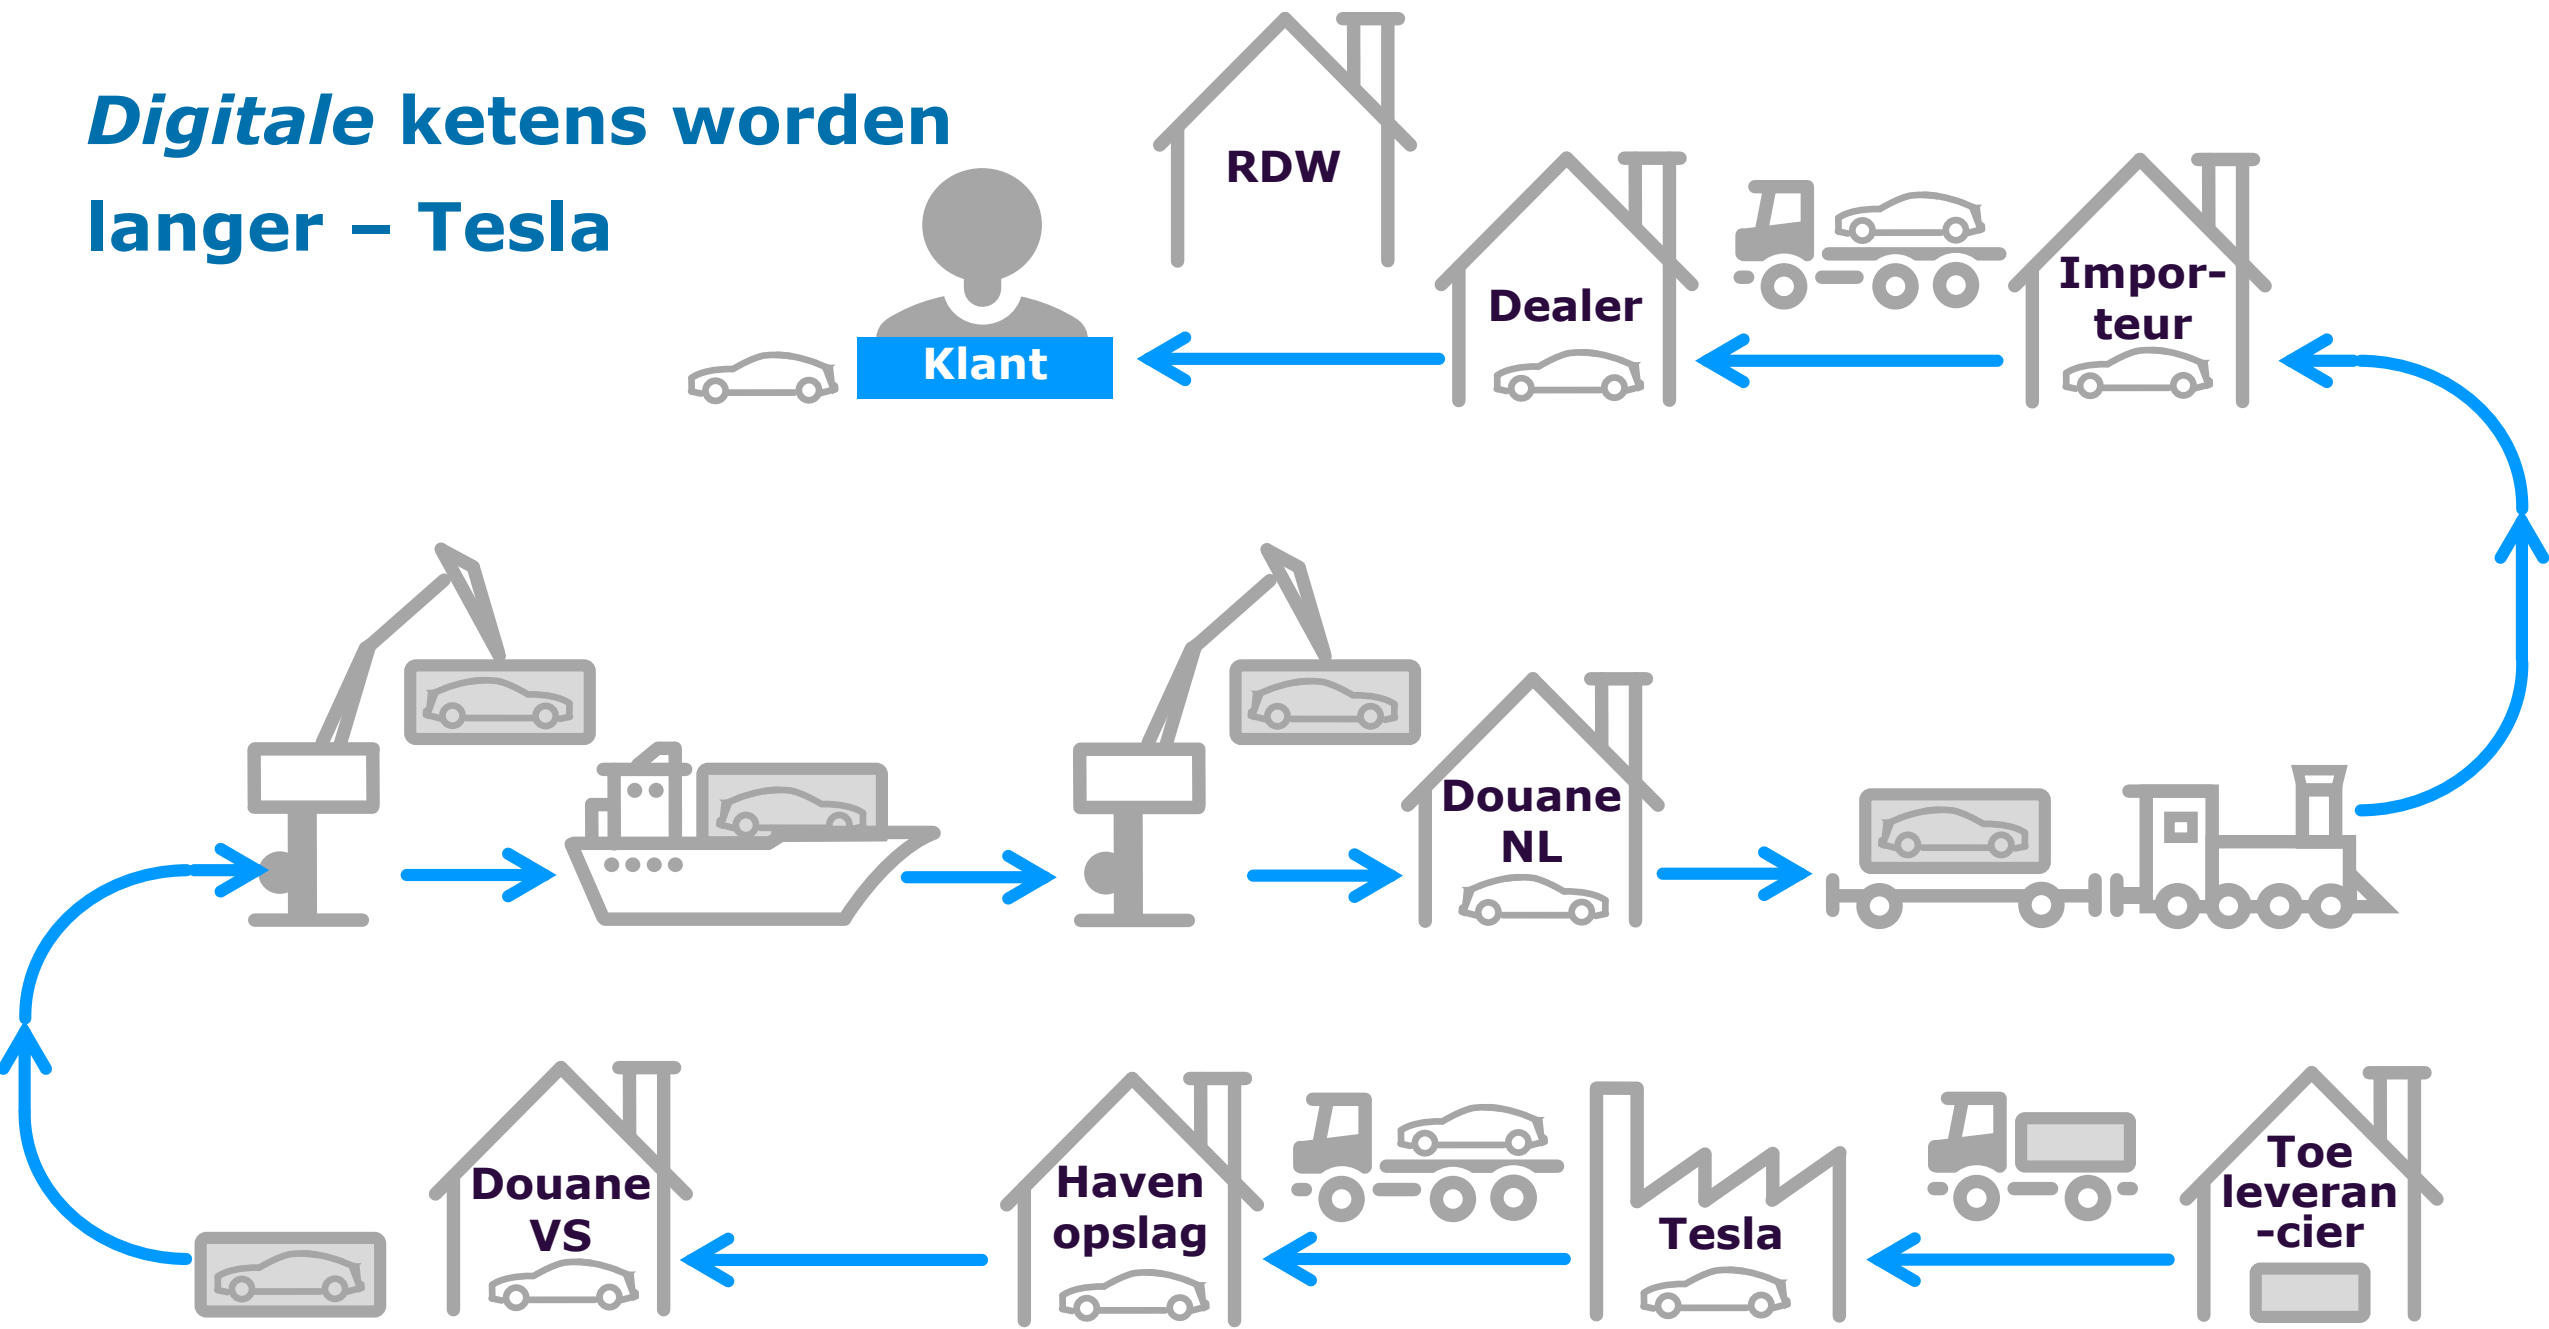 Digitale ketens worden
langer – Tesla
RDW
Dealer
Impor-
teur
Klant
Douane
NL
Douane
VS
Haven
opslag
Tesla
Toe
leveran
-cier